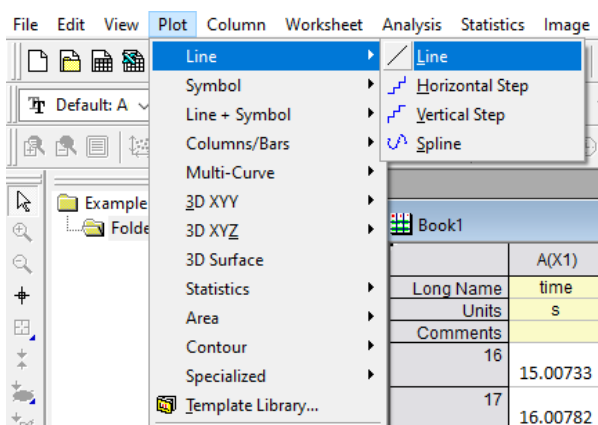 File Edit View Plot Column Worksheet Analysis Statistics Image
Line
Symbol
Line + Symbol
Columns/Bars
Multi-Curve
3D XYY
3D XYZ
3D Surface
Statistics
Area
Contour
Specialized
Template Library...
Line
Horizontal Step
Vertical Step
Spline
Default: A
Example
Folde
Book1
A(X1)
Long Name time
Units s
Comments
16 15.00733
17 16.00782